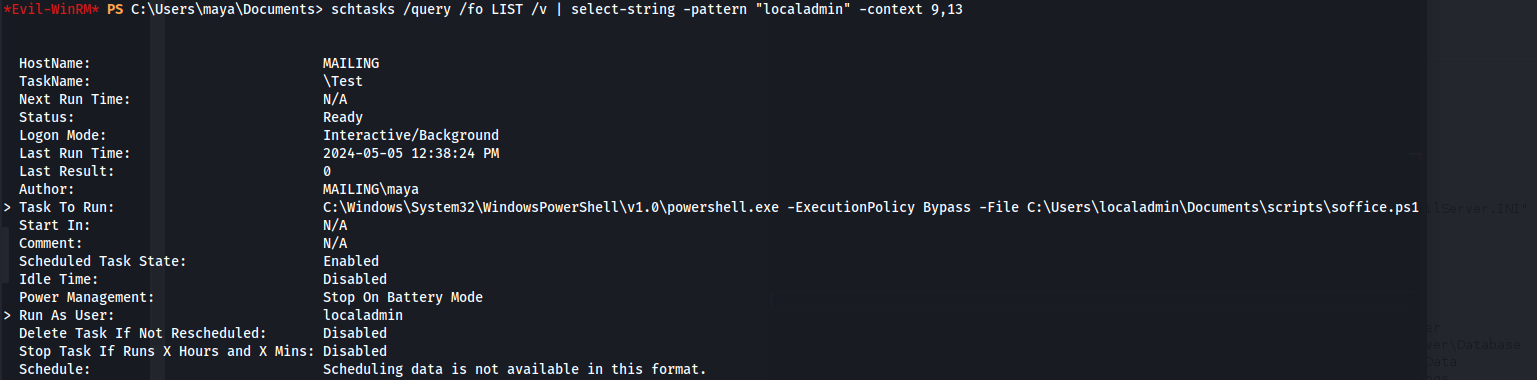 *Evil-WinRM* PS C:\Users\maya\Documents> schtasks /query /fo LIST /v | select-string -pattern "localadmin" -context 9,13
HostName: MAILING
TaskName: \Test
Next Run Time: N/A
Status: Ready
Logon Mode: Interactive/Background
Last Run Time: 2024-05-05 12:38:24 PM
Last Result: 0
Author: MAILING\maya
> Task To Run: C:\Windows\System32\WindowsPowerShell\v1.0\powershell.exe -ExecutionPolicy Bypass -File C:\Users\localadmin\Documents\scripts\soffice.ps1
Start In: N/A
Comment: N/A
Scheduled Task State: Enabled
Idle Time: Disabled
Power Management: Stop On Battery Mode
> Run As User: localadmin
Delete Task If Not Rescheduled: Disabled
Stop Task If Runs X Hours and X Mins: Disabled
Schedule: Scheduling data is not available in this format.